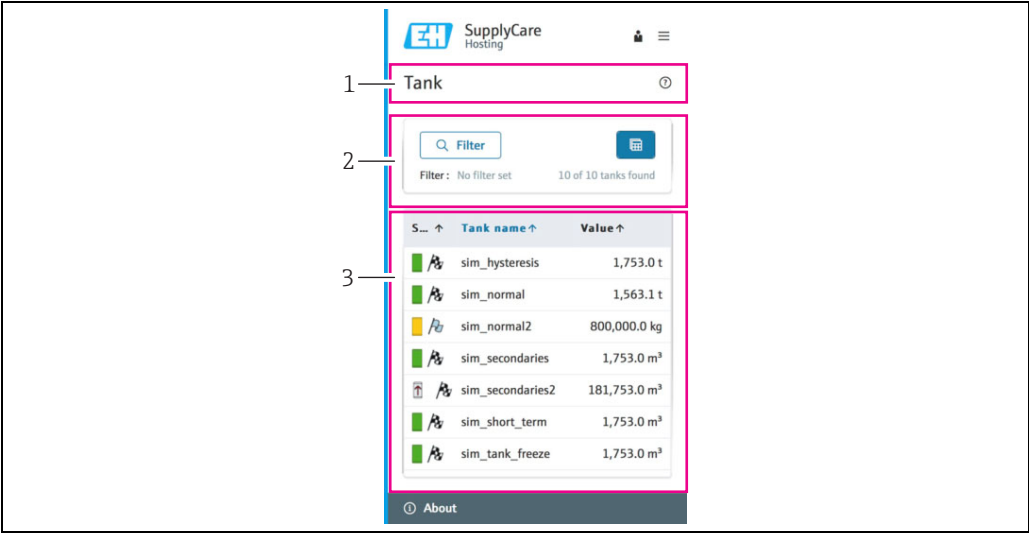 EH SupplyCare
Hosting
1 Tank ?
2
Filter
Filter : No filter set 10 of 10 tanks found
3
S... ↑ Tank name ↑ Value ↑
sim_hysteresis 1,753.0 t
sim_normal 1,563.1 t
sim_normal2 800,000.0 kg
sim_secondaries 1,753.0 m³
sim_secondaries2 181,753.0 m³
sim_short_term 1,753.0 m³
sim_tank_freeze 1,753.0 m³
About